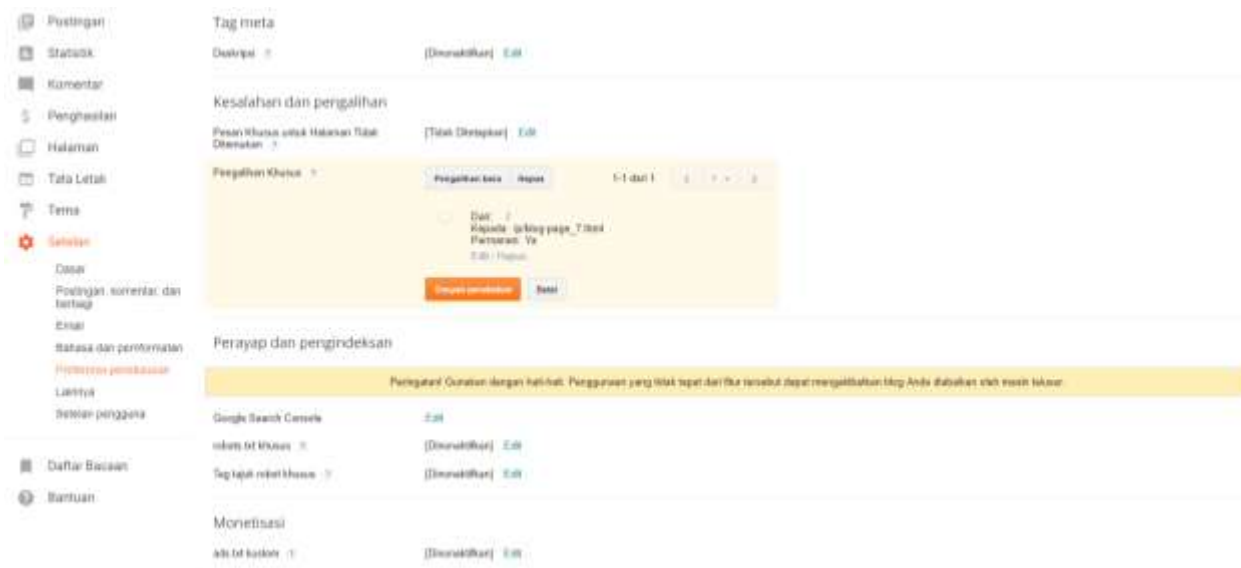 Postingan
Statistik
Komentar
Penghasilan
Halaman
Tata Letak
Tema
Setelan
Dasar
Postingan, komentar, dan
berbagi
Email
Bahasa dan pemformatan
Preferensi penelusuran
Lainnya
Setelan pengguna
Daftar Bacaan
Bantuan
Tag meta
Deskripsi ?
[Dinonaktifkan] Edit
Kesalahan dan pengalihan
Pesan Khusus untuk Halaman Tidak
Ditemukan ?
[Tidak Ditetapkan] Edit
Pengalihan Khusus ?
Pengalihan baru Hapus
1-1 dari 1
Dari: /
Kepada: /p/blog-page_7.html
Permanen: Ya
Edit - Hapus
Simpan perubahan Batal
Perayap dan pengindeksan
Peringatan! Gunakan dengan hati-hati. Penggunaan yang tidak tepat dari fitur tersebut dapat mengakibatkan blog Anda diabaikan oleh mesin telusur.
Google Search Console
Edit
robots.txt khusus ?
[Dinonaktifkan] Edit
Tag tajuk robot khusus ?
[Dinonaktifkan] Edit
Monetisasi
ads.txt kustom ?
[Dinonaktifkan] Edit